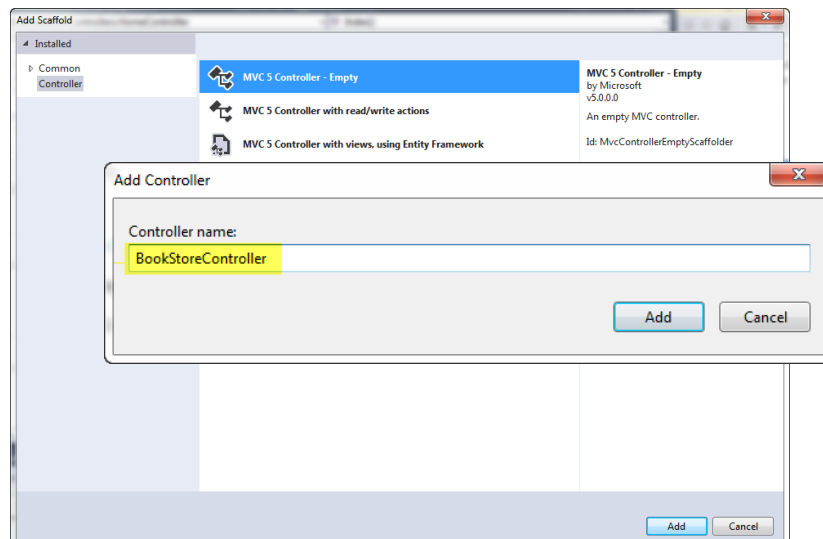 Add Scaffold
Installed
Common
Controller
MVC 5 Controller - Empty
MVC 5 Controller with read/write actions
MVC 5 Controller with views, using Entity Framework
MVC 5 Controller - Empty
by Microsoft
v5.0.0.0
An empty MVC controller.
Id: MvcControllerEmptyScaffolder
Add Controller
Controller name:
BookStoreController
Add Cancel
Add Cancel